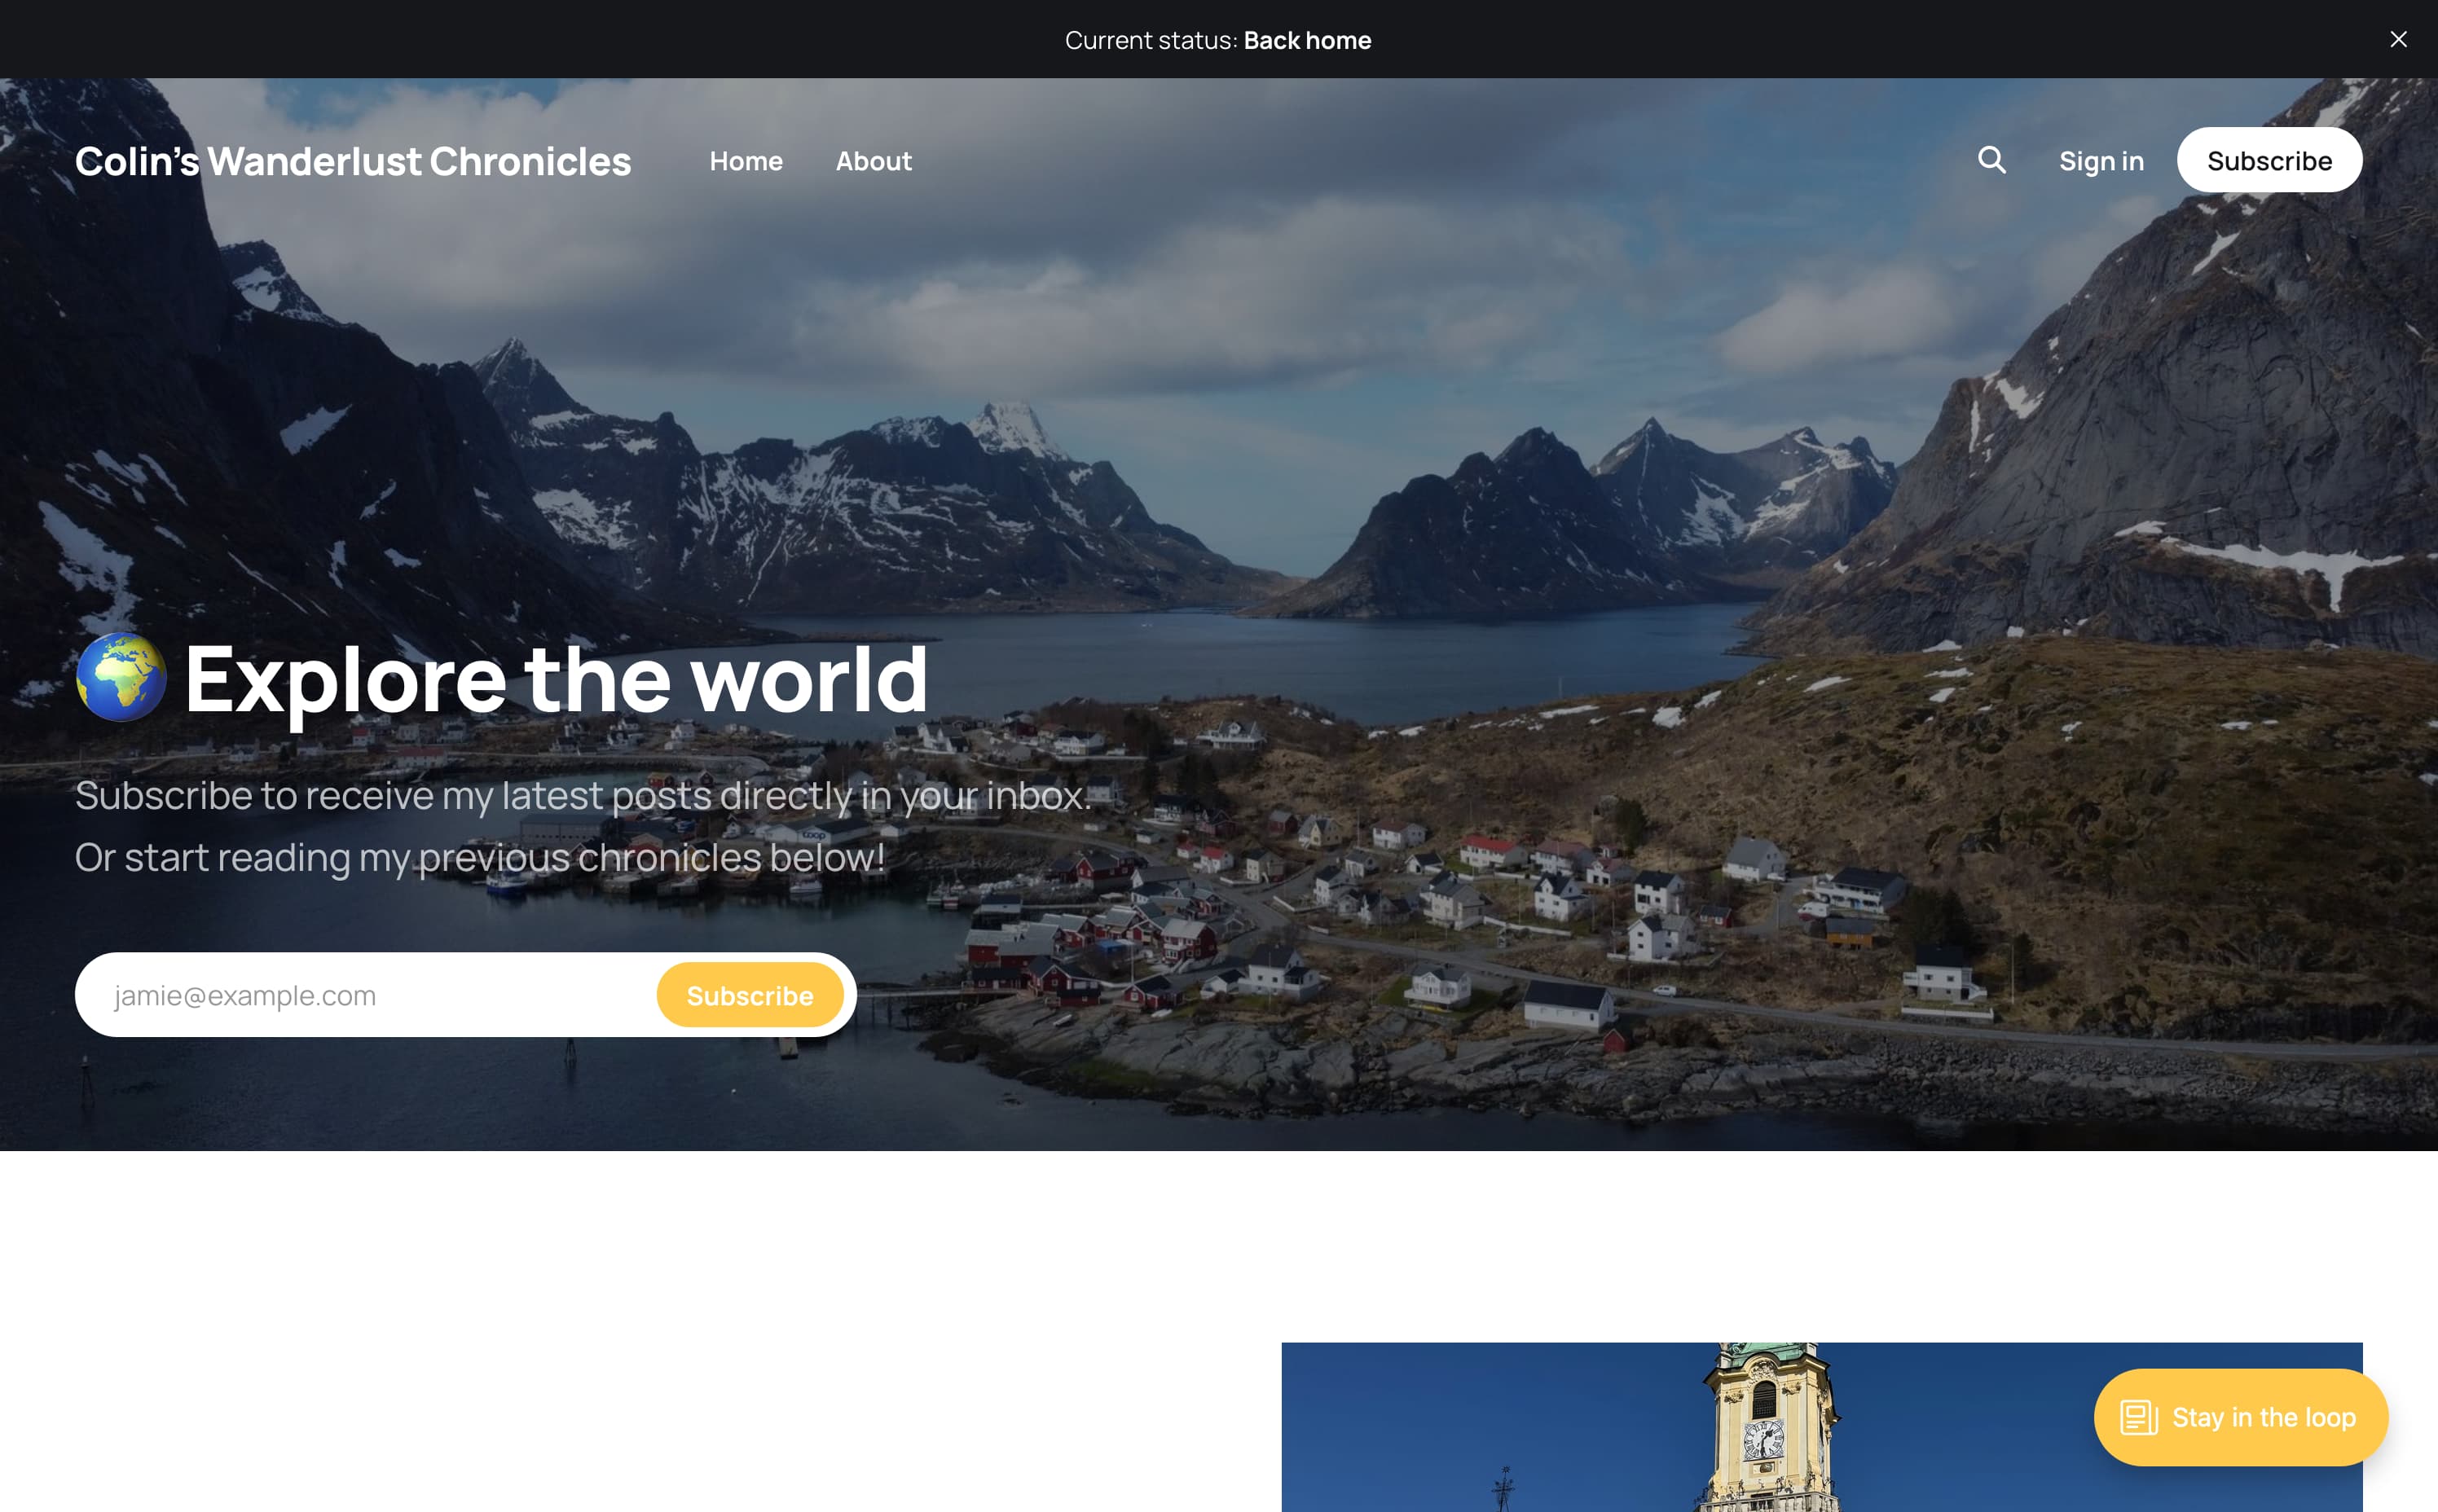 Current status: Back home
Colin's Wanderlust Chronicles
Home
About
Sign in
Subscribe
🌍 Explore the world
Subscribe to receive my latest posts directly in your inbox.
Or start reading my previous chronicles below!
coop
jamie@example.com
Subscribe
Stay in the loop